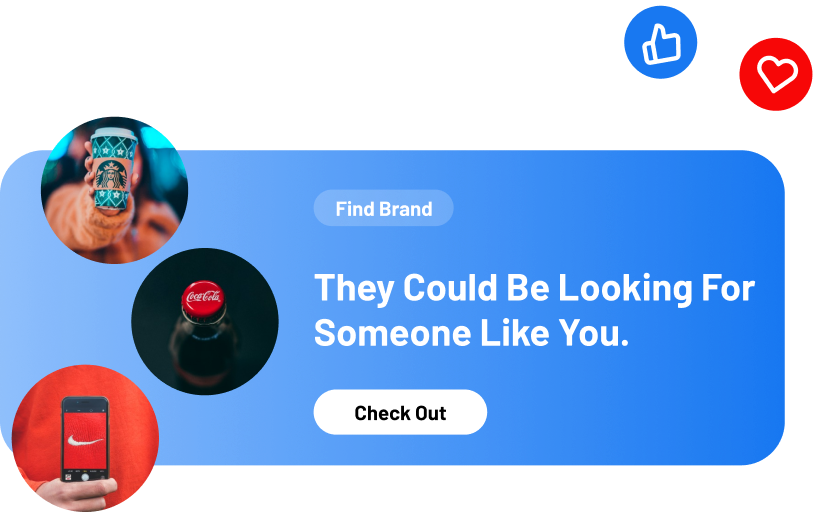 Find Brand
Coca-Cola
They Could Be Looking For
Someone Like You.
Check Out